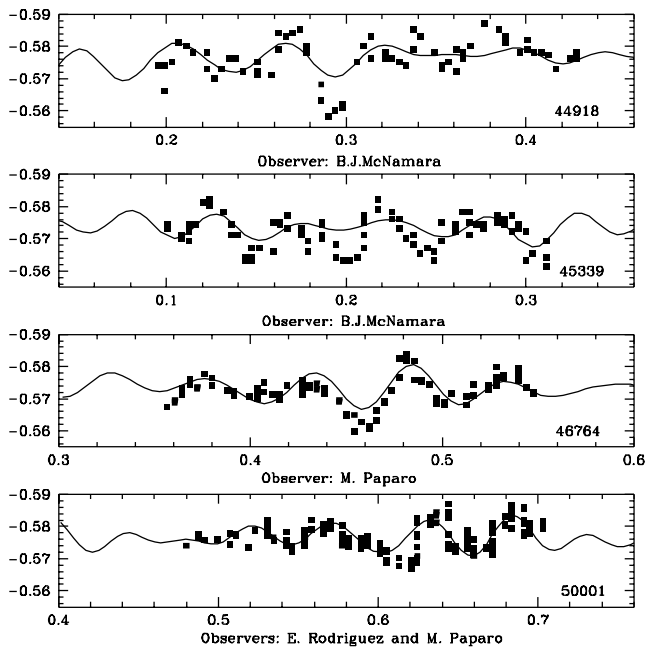 -0.59
-0.58
-0.57
-0.56
44918
0.2 0.3 0.4
Observer: B.J.McNamara
-0.59
-0.58
-0.57
-0.56
45339
0.1 0.2 0.3
Observer: B.J.McNamara
-0.59
-0.58
-0.57
-0.56
46764
0.3 0.4 0.5 0.6
Observer: M. Paparo
-0.59
-0.58
-0.57
-0.56
50001
0.4 0.5 0.6 0.7
Observers: E. Rodriguez and M. Paparo